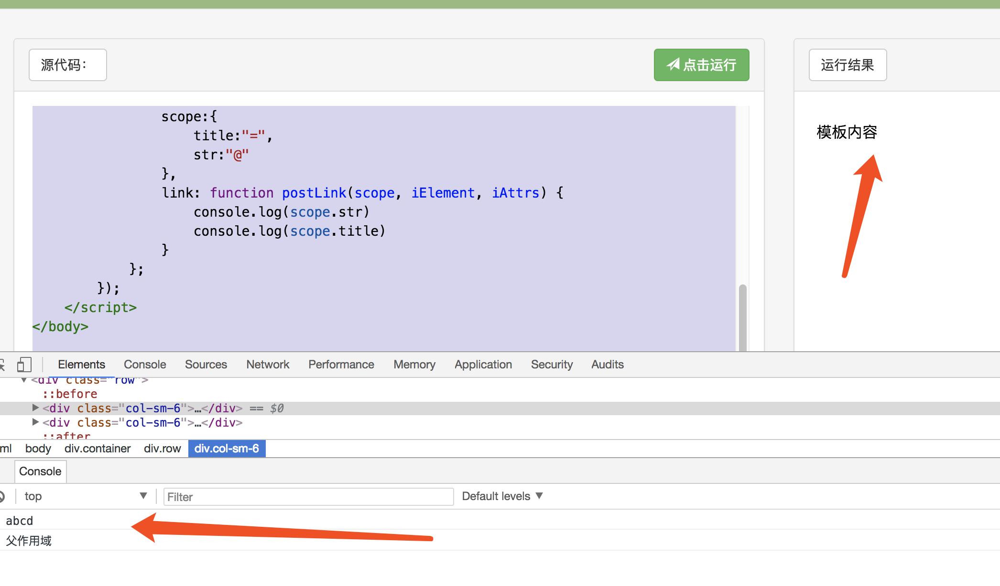 源代码：
点击运行
运行结果
scope:{
title:"=",
str:"@"
},
link: function postLink(scope, iElement, iAttrs) {
console.log(scope.str)
console.log(scope.title)
}
};
});
</script>
</body>
模板内容
Elements Console Sources Network Performance Memory Application Security Audits
<div class="row">
::before
<div class="col-sm-6">…</div> == $0
<div class="col-sm-6">…</div>
::after
ml body div.container div.row div.col-sm-6
Console
top Filter Default levels
abcd
父作用域